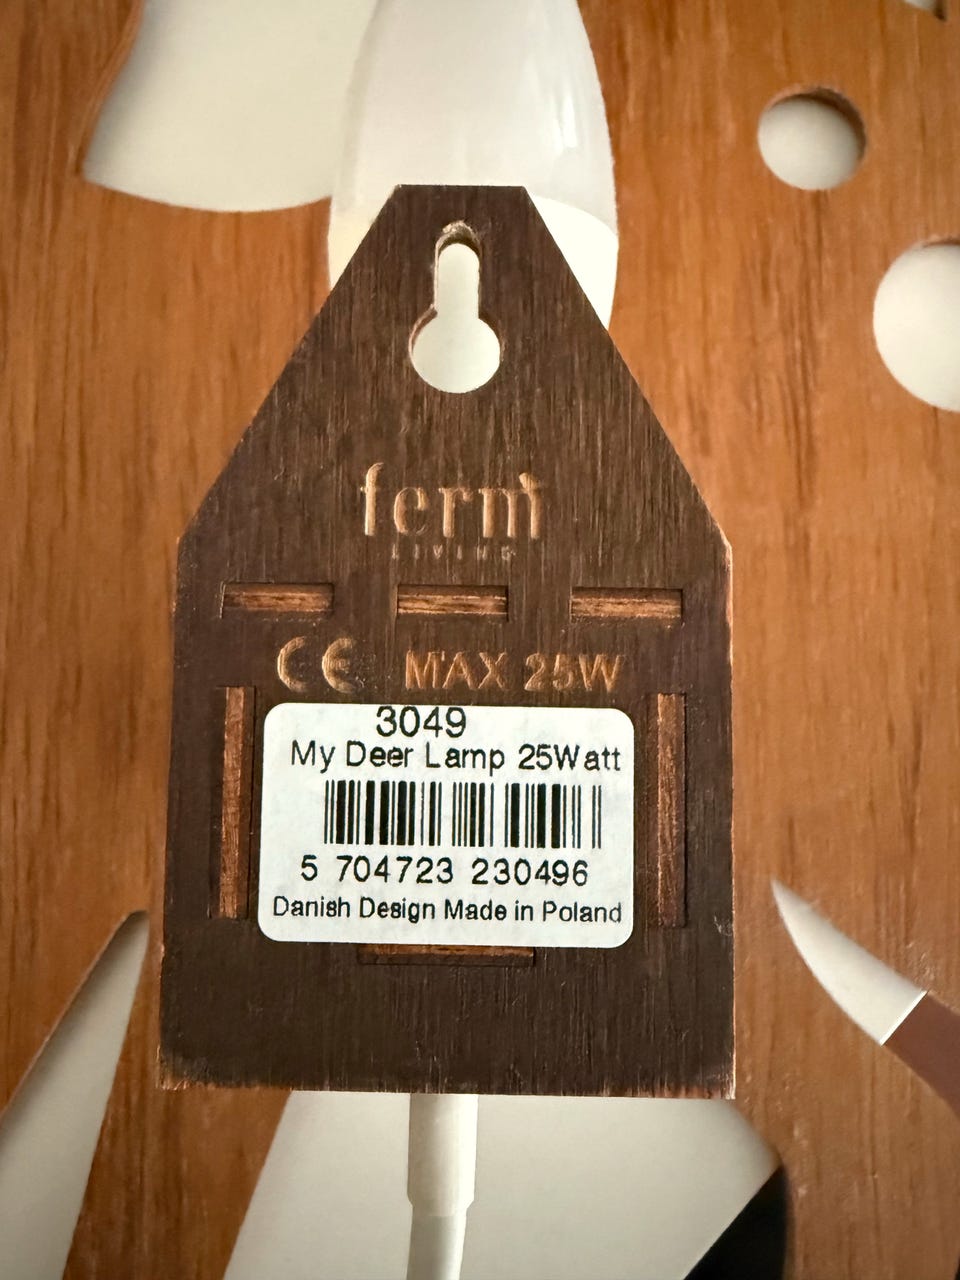 ferm
LIVING
CE MAX 25W
3049
My Deer Lamp 25Watt
5 704723 230496
Danish Design Made in Poland